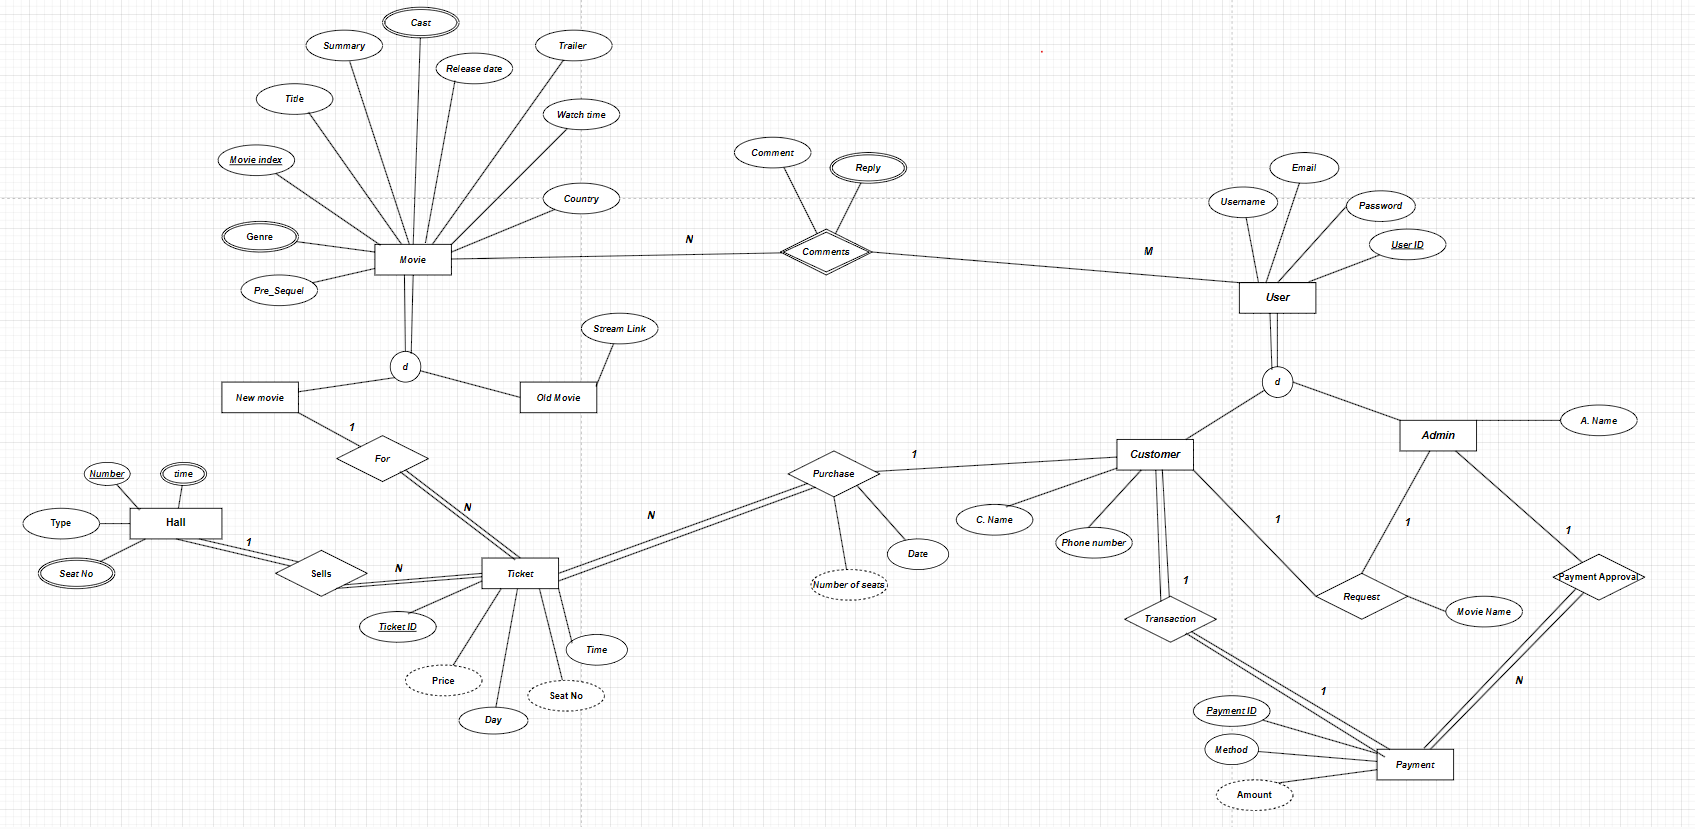 Cast
Summary
Trailer
Release date
Title
Watch time
Movie index
Comment
Reply
Email
Country
Username
Password
Genre
N
M
User ID
Movie
Comments
Pre_Sequel
User
Stream Link
d
d
New movie
Old Movie
1
A. Name
Admin
For
1
Customer
Number
time
Purchase
N
N
C. Name
1
1
1
Type
Hall
1
Phone number
Date
Seat No
Sells
N
Ticket
Number of seats
1
Payment Approval
Request
Movie Name
Ticket ID
Transaction
Time
Price
Seat No
1
N
Day
Payment ID
Method
Payment
Amount